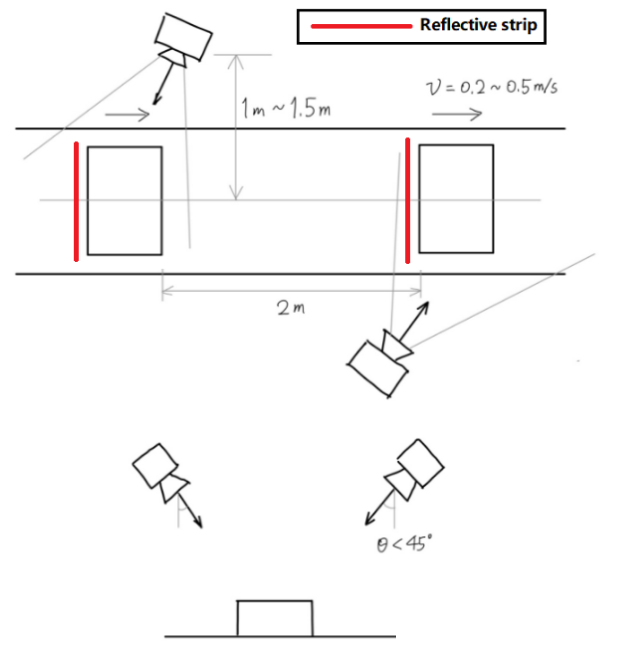 Reflective strip
V = 0.2 ~ 0.5 m/s
1m ~ 1.5m
2m
θ < 45°